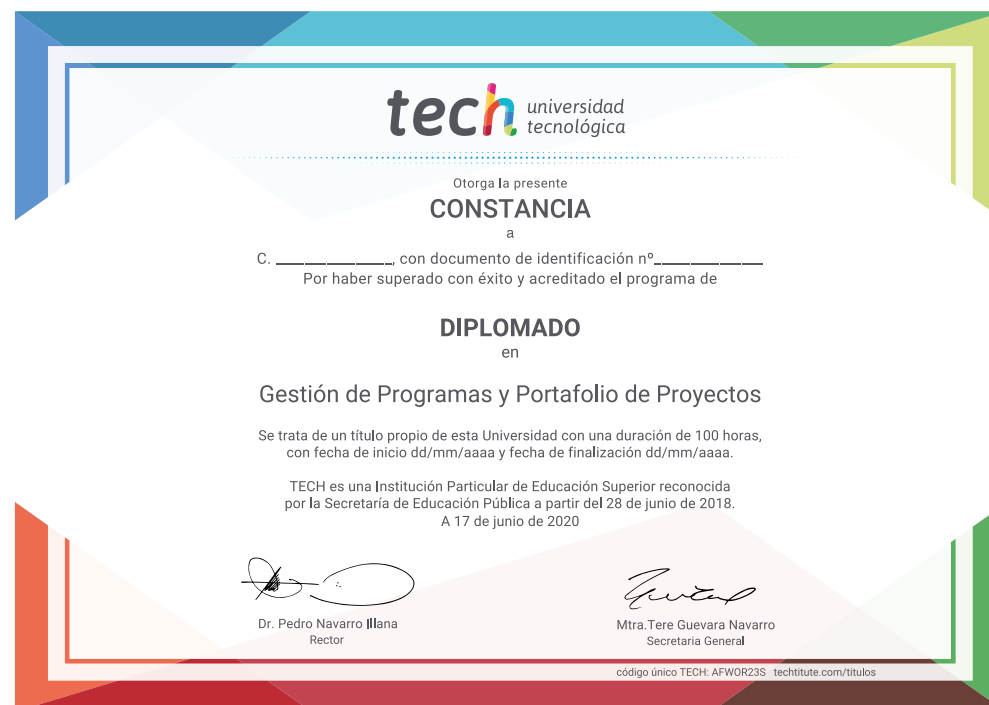 tech universidad
tecnológica
Otorga la presente
CONSTANCIA
a
C. ______________, con documento de identificación nº_____________
Por haber superado con éxito y acreditado el programa de
DIPLOMADO
en
Gestión de Programas y Portafolio de Proyectos
Se trata de un título propio de esta Universidad con una duración de 100 horas,
con fecha de inicio dd/mm/aaaa y fecha de finalización dd/mm/aaaa.
TECH es una Institución Particular de Educación Superior reconocida
por la Secretaría de Educación Pública a partir del 28 de junio de 2018.
A 17 de junio de 2020
Dr. Pedro Navarro Illana
Rector
Mtra.Tere Guevara Navarro
Secretaria General
código único TECH: AFWOR23S techtitute.com/titulos